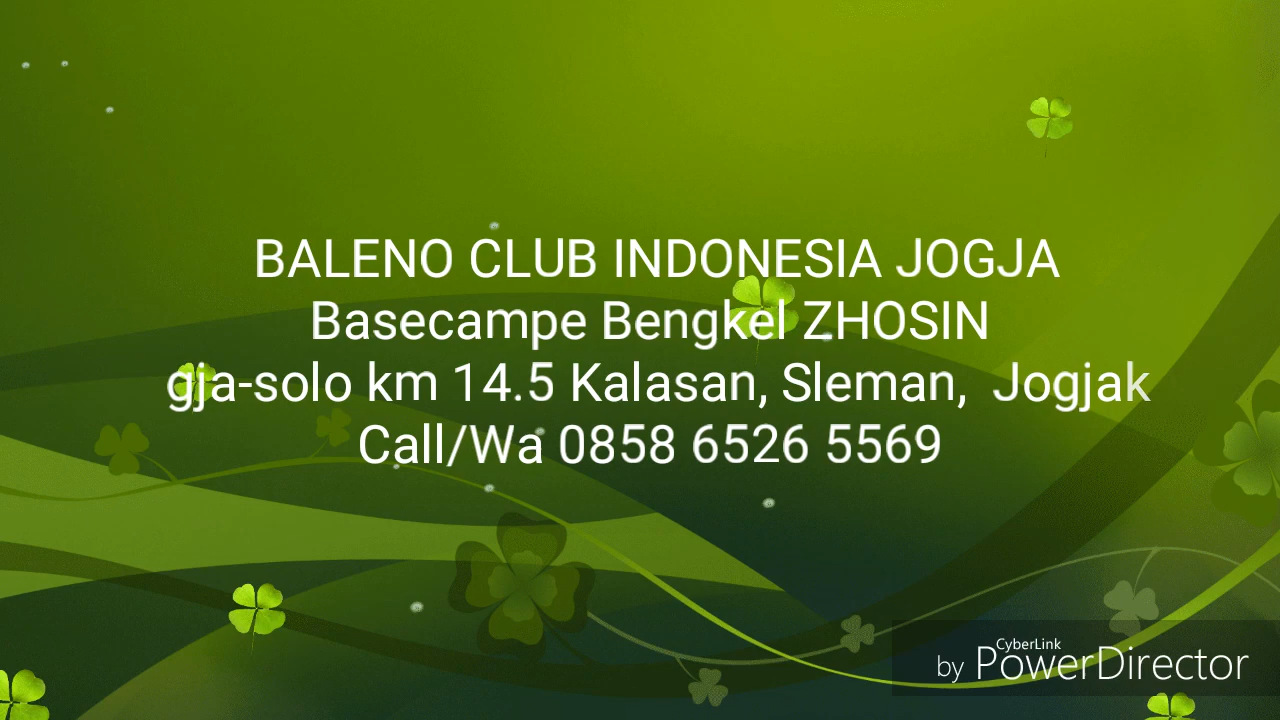 BALENO CLUB INDONESIA JOGJA
Basecampe Bengkel ZHOSIN
gja-solo km 14.5 Kalasan, Sleman, Jogjak
Call/Wa 0858 6526 5569
CyberLink
by PowerDirector